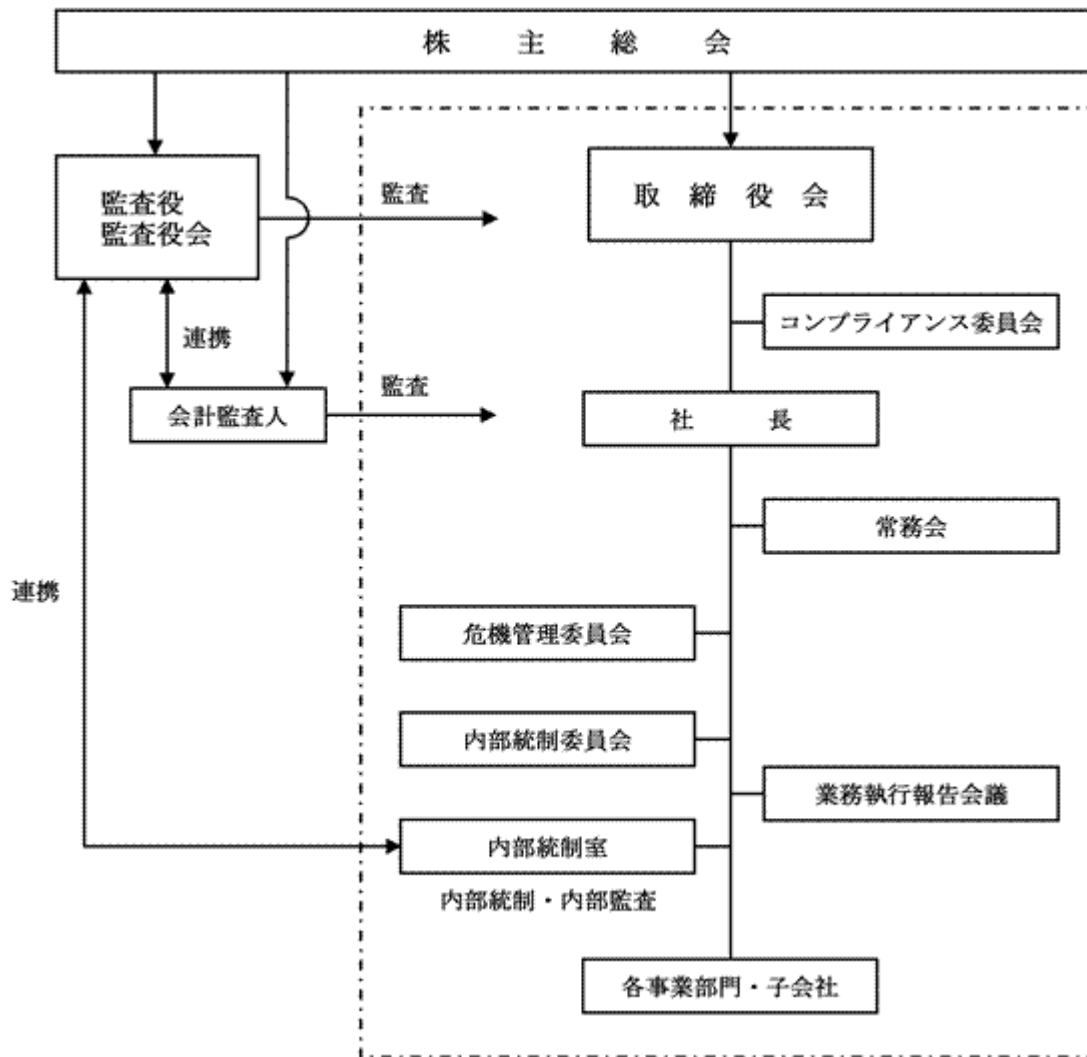 株主総会
監査役
監査役会
監査
取締役会
連携
コンプライアンス委員会
監査
会計監査人
社長
常務会
連携
危機管理委員会
内部統制委員会
業務執行報告会議
内部統制室
内部統制・内部監査
各事業部門・子会社